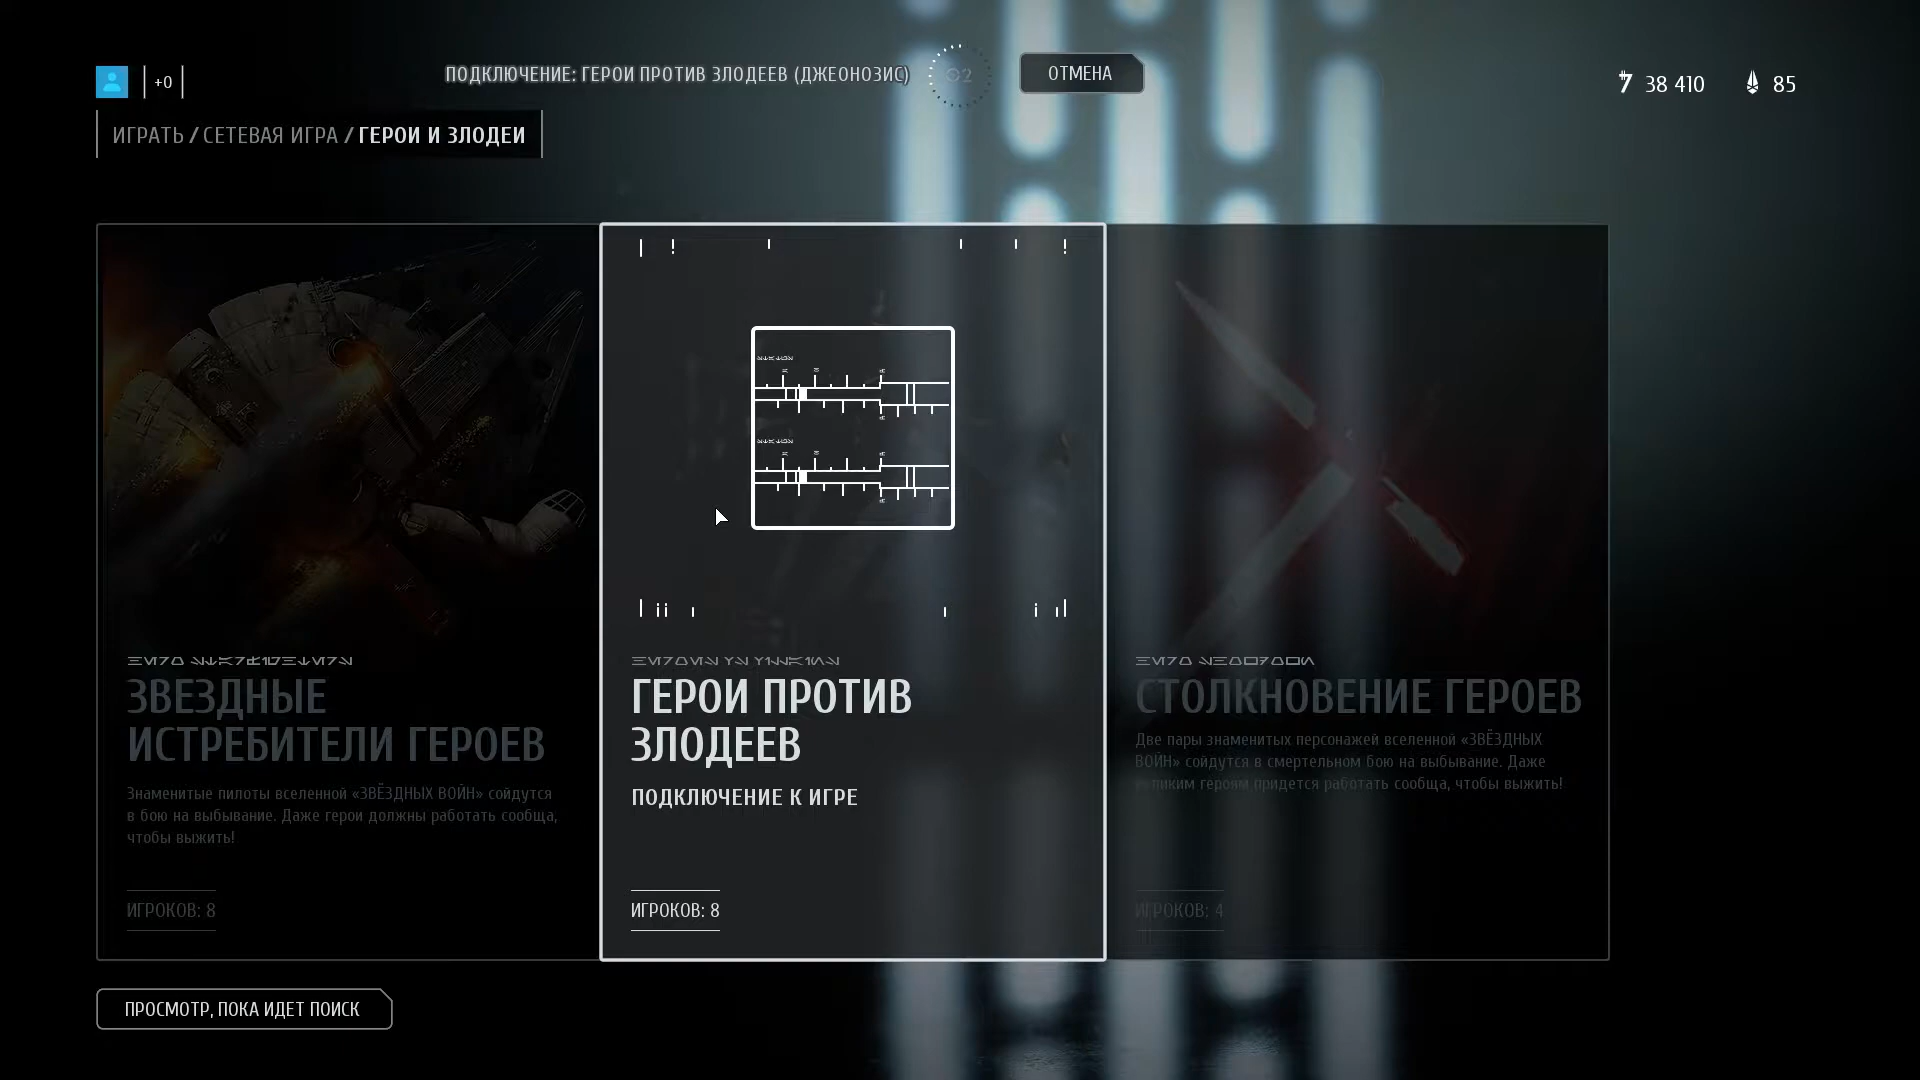 +0
ПОДКЛЮЧЕНИЕ: ГЕРОИ ПРОТИВ ЗЛОДЕЕВ (ДЖЕОНОЗИС)
ОТМЕНА
38 410
85
ИГРАТЬ / СЕТЕВАЯ ИГРА / ГЕРОИ И ЗЛОДЕИ
ЗВЕЗДНЫЕ
ИСТРЕБИТЕЛИ ГЕРОЕВ
Знаменитые пилоты вселенной «ЗВЁЗДНЫХ ВОЙН» сойдутся
в бою на выбывание. Даже герои должны работать сообща,
чтобы выжить!
ИГРОКОВ: 8
ГЕРОИ ПРОТИВ
ЗЛОДЕЕВ
ПОДКЛЮЧЕНИЕ К ИГРЕ
ИГРОКОВ: 8
СТОЛКНОВЕНИЕ ГЕРОЕВ
Две пары знаменитых персонажей вселенной «ЗВЁЗДНЫХ
ВОЙН» сойдутся в смертельном бою на выбывание. Даже
великим героям придется работать сообща, чтобы выжить!
ИГРОКОВ: 4
ПРОСМОТР, ПОКА ИДЕТ ПОИСК